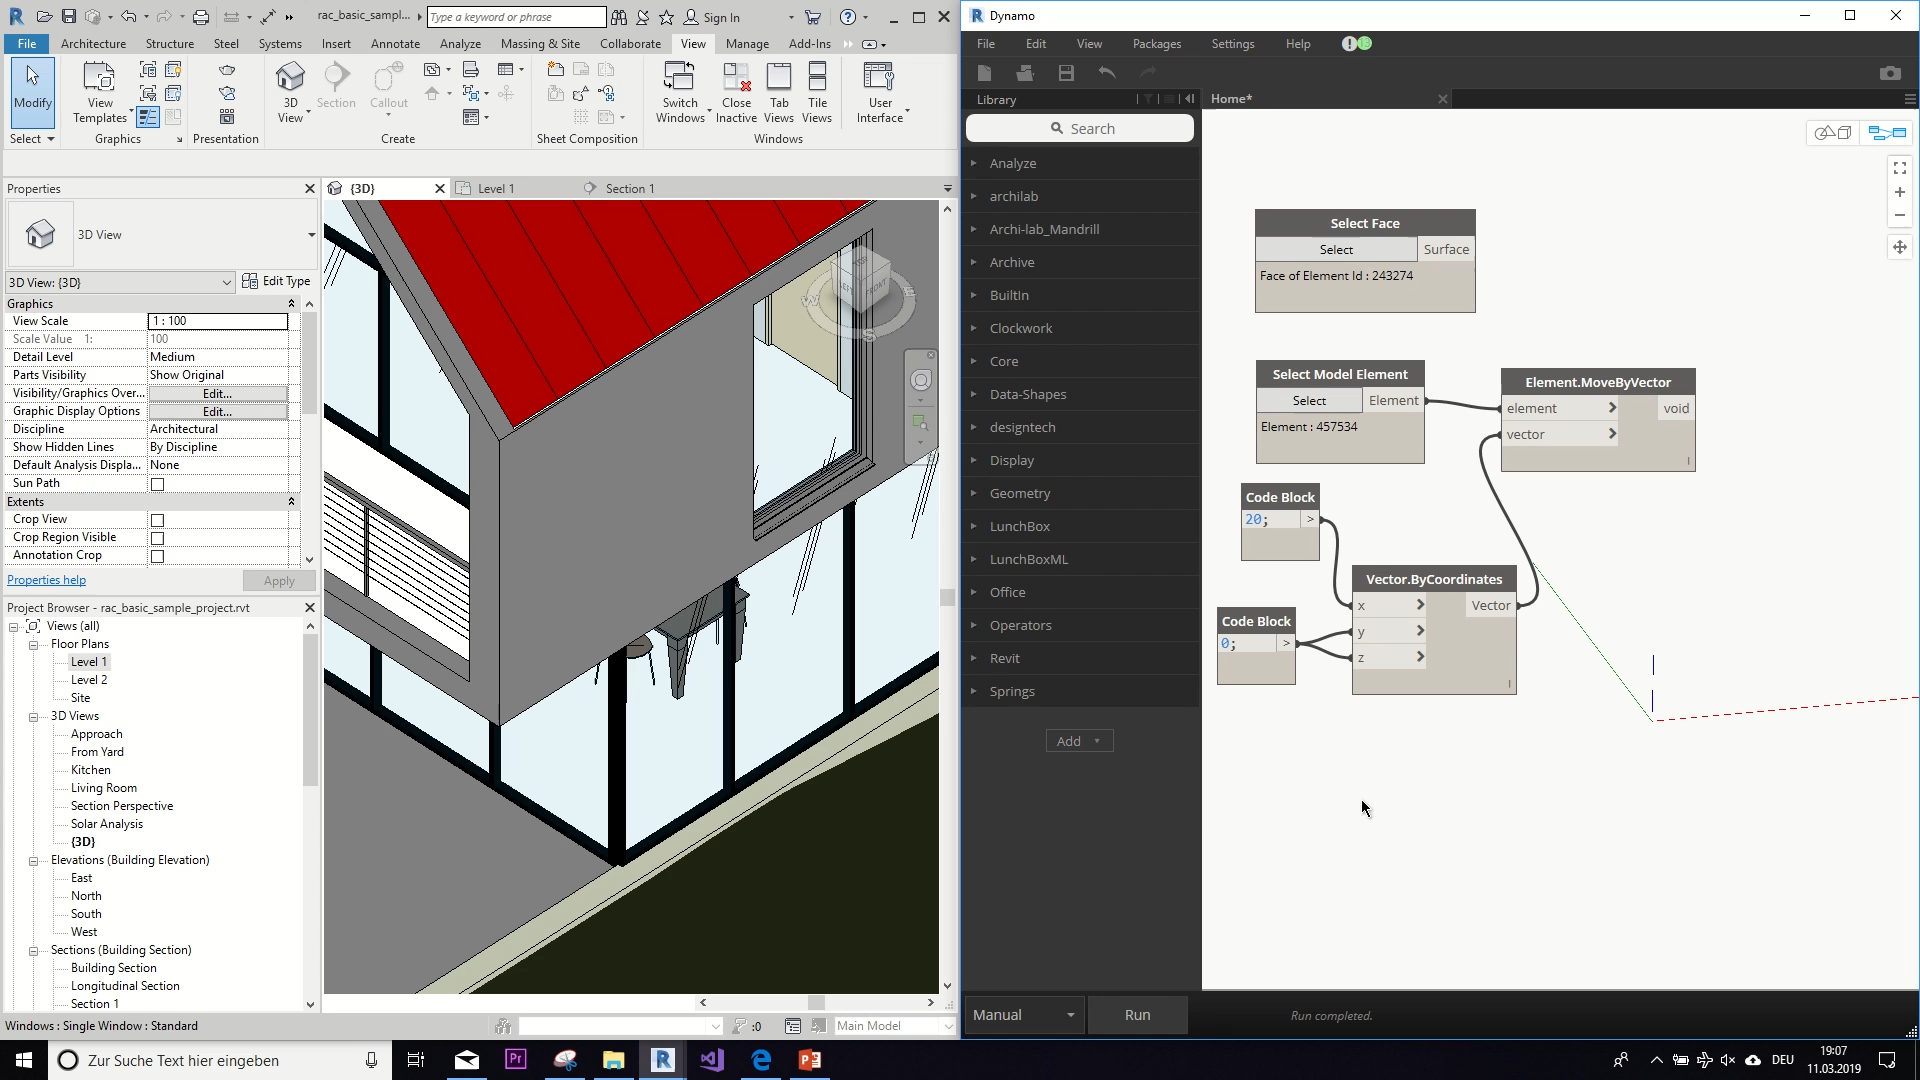 rac_basic_sampl...
Type a keyword or phrase
Sign In
File
Architecture
Structure
Steel
Systems
Insert
Annotate
Analyze
Massing & Site
Collaborate
View
Manage
Add-Ins
Modify
View
Templates
3D
View
Section
Callout
Switch
Windows
Close
Inactive
Tab
Views
Tile
Views
User
Interface
Select
Graphics
Presentation
Create
Sheet Composition
Windows
Properties
3D View
3D View: {3D}
Edit Type
Graphics
View Scale
1 : 100
Scale Value 1:
100
Detail Level
Medium
Parts Visibility
Show Original
Visibility/Graphics Over...
Edit...
Graphic Display Options
Edit...
Discipline
Architectural
Show Hidden Lines
By Discipline
Default Analysis Displa...
None
Sun Path
Extents
Crop View
Crop Region Visible
Annotation Crop
Properties help
Apply
Project Browser - rac_basic_sample_project.rvt
Views (all)
Floor Plans
Level 1
Level 2
Site
3D Views
Approach
From Yard
Kitchen
Living Room
Section Perspective
Solar Analysis
{3D}
Elevations (Building Elevation)
East
North
South
West
Sections (Building Section)
Building Section
Longitudinal Section
Section 1
{3D}
Level 1
Section 1
TOP
LEFT
FRONT
W
S
E
Windows : Single Window : Standard
:0
Main Model
Dynamo
File
Edit
View
Packages
Settings
Help
Library
Home*
Search
Analyze
archilab
Archi-lab_Mandrill
Archive
BuiltIn
Clockwork
Core
Data-Shapes
designtech
Display
Geometry
LunchBox
LunchBoxML
Office
Operators
Revit
Springs
Add
Select Face
Select
Surface
Face of Element Id : 243274
Select Model Element
Select
Element
Element : 457534
Element.MoveByVector
element >
void
vector >
Code Block
20; >
Vector.ByCoordinates
x >
Vector
y >
z >
Code Block
0; >
Manual
Run
Run completed.
Zur Suche Text hier eingeben
Pr
DEU
19:07
11.03.2019